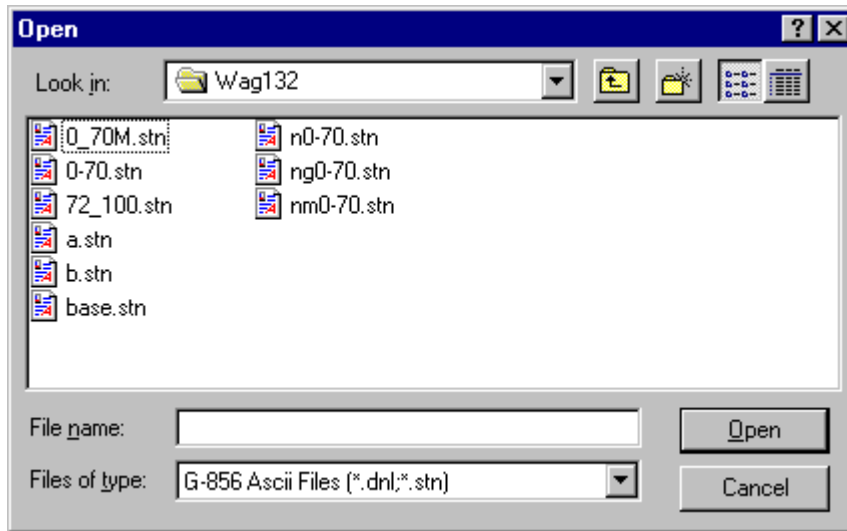 Open
Look in: Wag132
0_70M.stn
0-70.stn
72_100.stn
a.stn
b.stn
base.stn
n0-70.stn
ng0-70.stn
nm0-70.stn
File name: Open
Files of type: G-856 Ascii Files (*.dnl;*.stn) Cancel